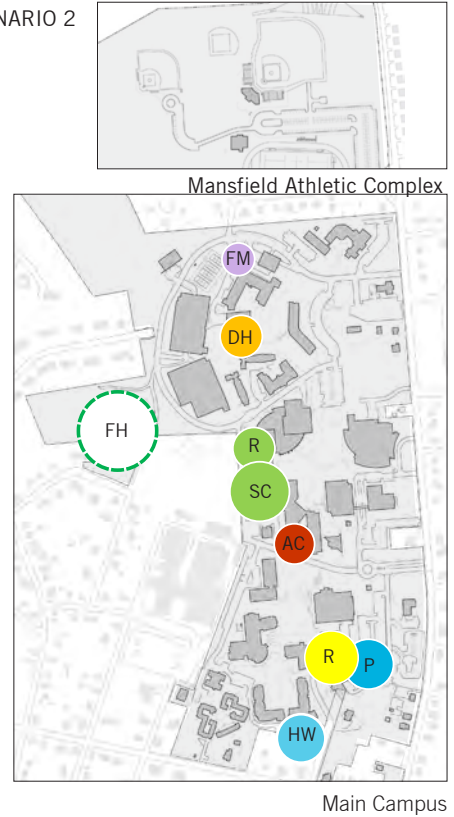 NARIO 2
Mansfield Athletic Complex
FM
DH
FH
R
SC
AC
R
P
HW
Main Campus